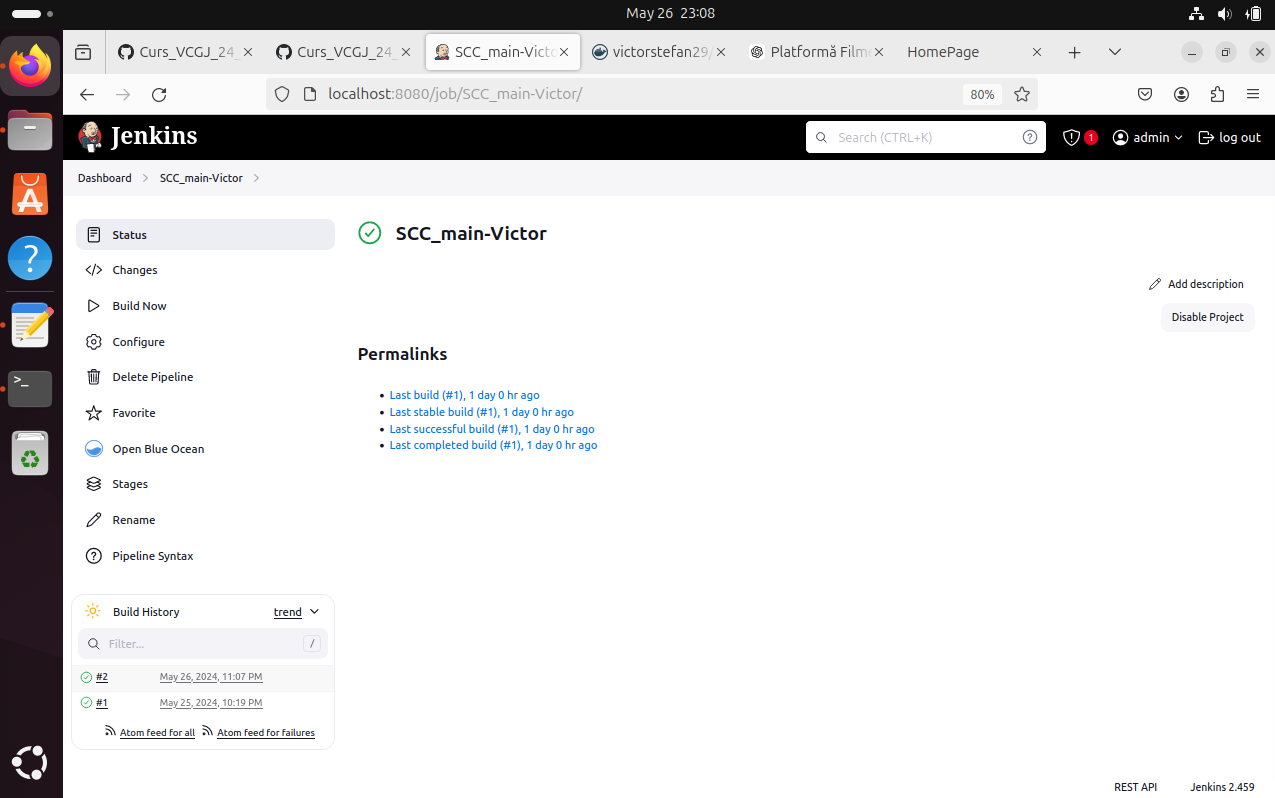 May 26 23:08
Curs_VCGJ_24_
Curs_VCGJ_24_
SCC_main-Victo
victorstefan29/
Platformă Film
HomePage
localhost:8080/job/SCC_main-Victor/
80%
Jenkins
Search (CTRL+K)
1
admin
log out
Dashboard
SCC_main-Victor
Status
Changes
Build Now
Configure
Delete Pipeline
Favorite
Open Blue Ocean
Stages
Rename
Pipeline Syntax
SCC_main-Victor
Add description
Disable Project
Permalinks
Last build (#1), 1 day 0 hr ago
Last stable build (#1), 1 day 0 hr ago
Last successful build (#1), 1 day 0 hr ago
Last completed build (#1), 1 day 0 hr ago
Build History
trend
Filter...
/
#2 May 26, 2024, 11:07 PM
#1 May 25, 2024, 10:19 PM
Atom feed for all
Atom feed for failures
REST API
Jenkins 2.459